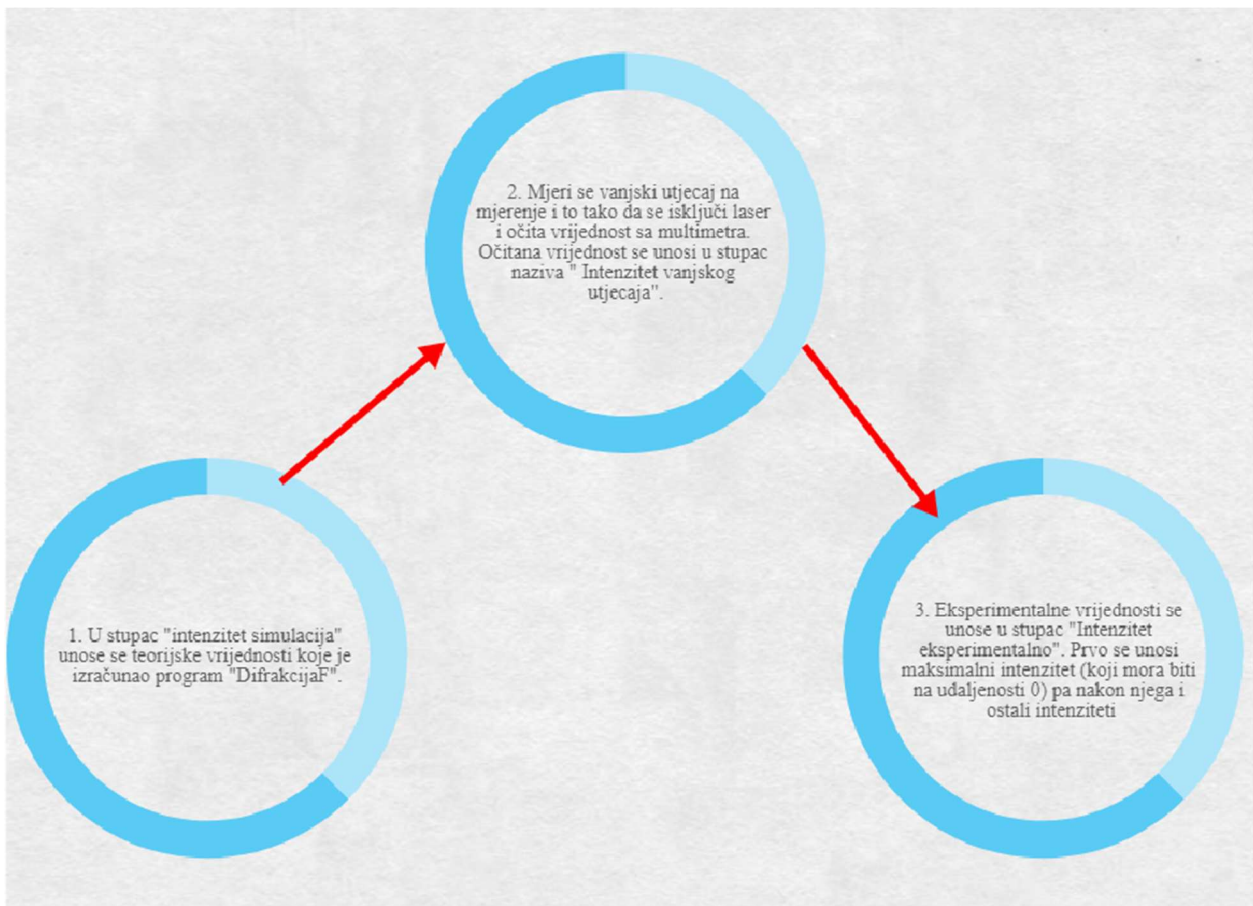 1. U stupac "intenzitet simulacija"
unose se teorijske vrijednosti koje je
izračunao program "DifrakcijaF".
2. Mjeri se vanjski utjecaj na
mjerenje i to tako da se isključi laser
i očita vrijednost sa multimetra.
Očitana vrijednost se unosi u stupac
naziva " Intenzitet vanjskog
utjecaja".
3. Eksperimentalne vrijednosti se
unose u stupac "Intenzitet
eksperimentalno". Prvo se unosi
maksimalni intenzitet (koji mora biti
na udaljenosti 0) pa nakon njega i
ostali intenziteti